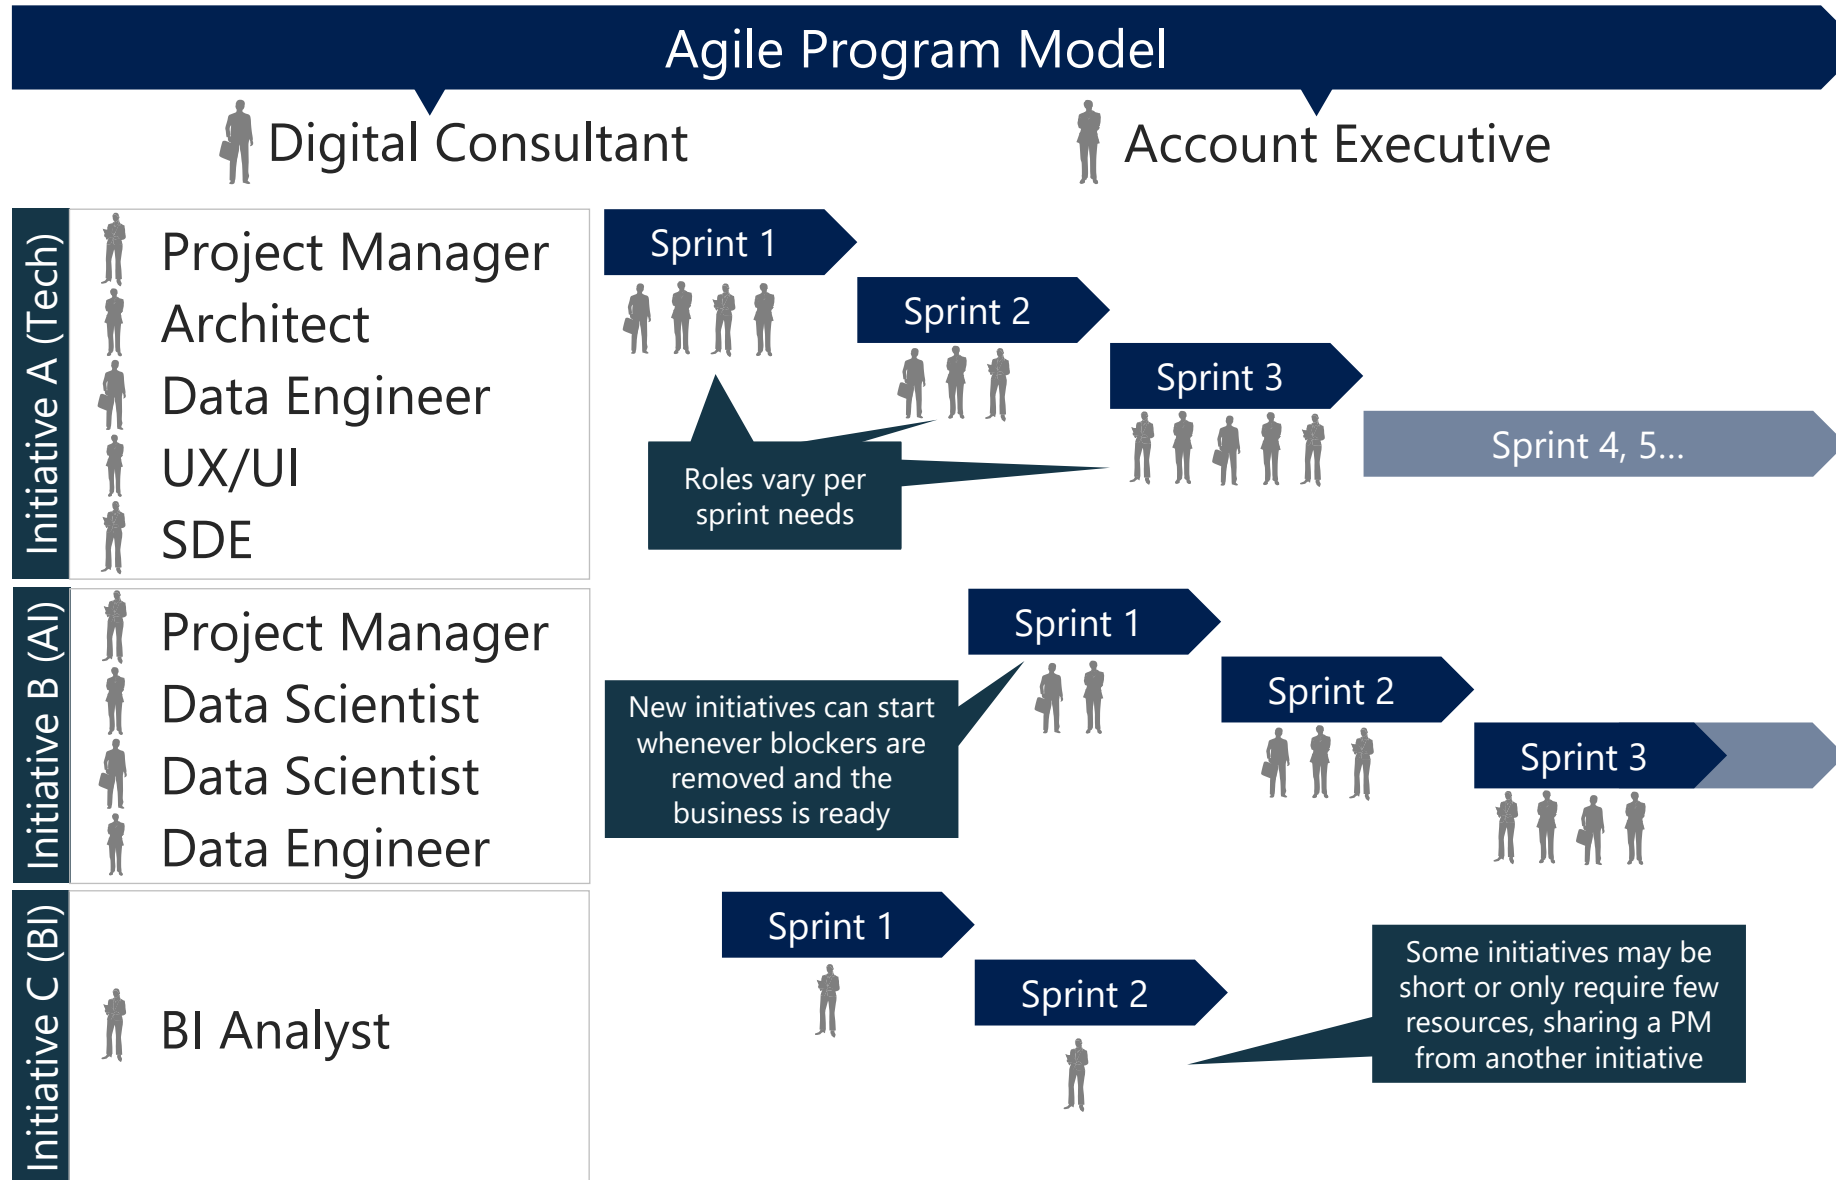 Agile Program Model
Digital Consultant
Account Executive
Initiative A (Tech)
Project Manager
Architect
Data Engineer
UX/UI
SDE
Sprint 1
Sprint 2
Sprint 3
Sprint 4, 5...
Roles vary per
sprint needs
Initiative B (AI)
Project Manager
Data Scientist
Data Scientist
Data Engineer
Sprint 1
Sprint 2
Sprint 3
New initiatives can start
whenever blockers are
removed and the
business is ready
Initiative C (BI)
BI Analyst
Sprint 1
Sprint 2
Some initiatives may be
short or only require few
resources, sharing a PM
from another initiative